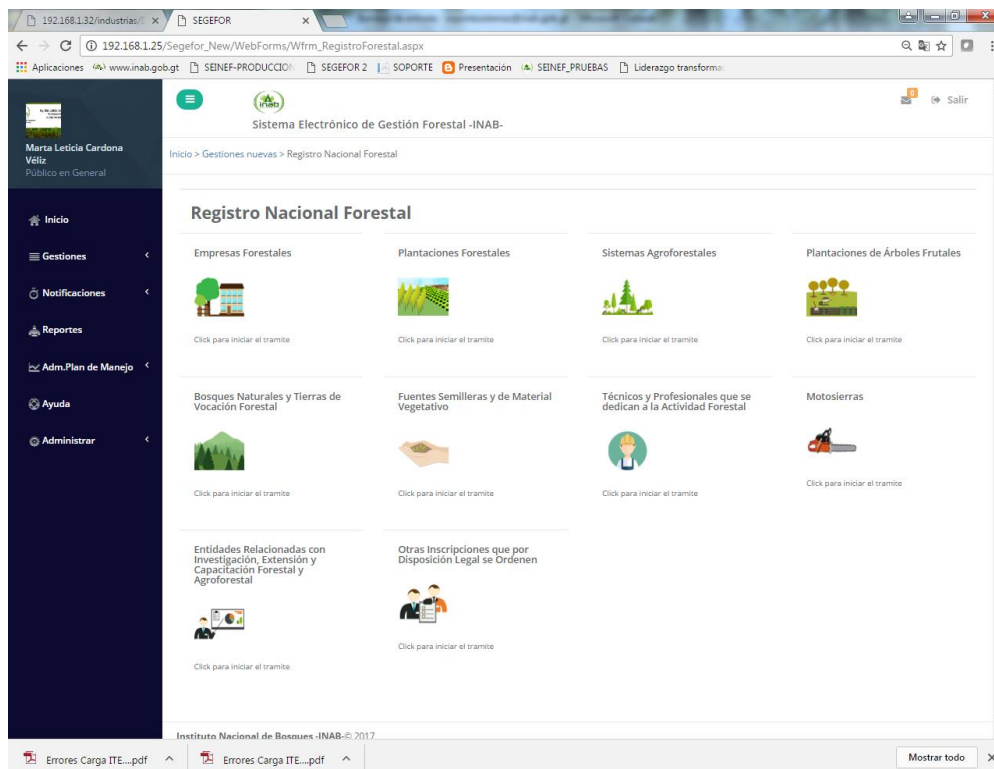 192.168.1.32/industrias/
SEGEFOR
192.168.1.25/Segefor_New/WebForms/Wfrm_RegistroForestal.aspx
Aplicaciones
www.inab.gob.gt
SEINEF-PRODUCCION
SEGEFOR 2
SOPORTE
Presentación
SEINEF_PRUEBAS
Liderazgo transforma
Marta Leticia Cardona
Véliz
Público en General
Inicio
Gestiones
Notificaciones
Reportes
Adm.Plan de Manejo
Ayuda
Administrar
inab
0
Salir
Sistema Electrónico de Gestión Forestal -INAB-
Inicio > Gestiones nuevas > Registro Nacional Forestal
Registro Nacional Forestal
Empresas Forestales
Click para iniciar el tramite
Plantaciones Forestales
Click para iniciar el tramite
Sistemas Agroforestales
Click para iniciar el tramite
Plantaciones de Árboles Frutales
Click para iniciar el tramite
Bosques Naturales y Tierras de
Vocación Forestal
Click para iniciar el tramite
Fuentes Semilleras y de Material
Vegetativo
Click para iniciar el tramite
Técnicos y Profesionales que se
dedican a la Actividad Forestal
Click para iniciar el tramite
Motosierras
Click para iniciar el tramite
Entidades Relacionadas con
Investigación, Extensión y
Capacitación Forestal y
Agroforestal
Click para iniciar el tramite
Otras Inscripciones que por
Disposición Legal se Ordenen
Click para iniciar el tramite
Instituto Nacional de Bosques -INAB-© 2017
Errores Carga ITE....pdf
Errores Carga ITE....pdf
Mostrar todo